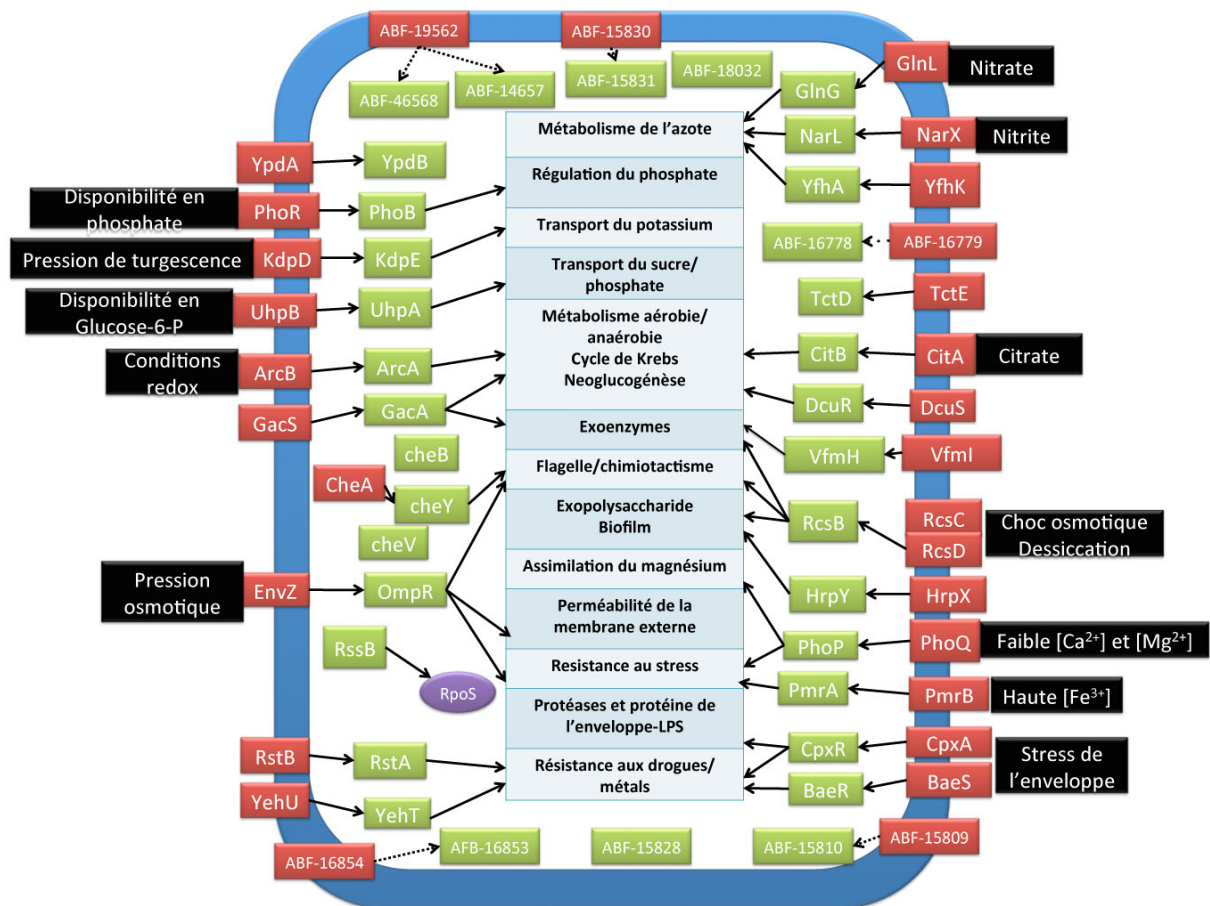 ABF-19562
ABF-15830
ABF-46568
ABF-14657
ABF-15831
ABF-18032
GlnG
GlnL
Nitrate
Métabolisme de l’azote
NarL
NarX
Nitrite
YpdA
YpdB
Régulation du phosphate
YfhA
YfhK
Disponibilité en
phosphate
PhoR
PhoB
Transport du potassium
ABF-16778
ABF-16779
Pression de turgescence
KdpD
KdpE
Transport du sucre/
phosphate
TctD
TctE
Disponibilité en
Glucose-6-P
UhpB
UhpA
Métabolisme aérobie/
anaérobie
Cycle de Krebs
Neoglucogénèse
CitB
CitA
Citrate
Conditions
redox
ArcB
ArcA
DcuR
DcuS
GacS
GacA
Exoenzymes
VfmH
VfmI
cheB
Flagelle/chimiotactisme
CheA
cheY
Exopolysaccharide
Biofilm
RcsB
RcsC
RcsD
Choc osmotique
Dessiccation
cheV
Assimilation du magnésium
Pression
osmotique
EnvZ
OmpR
HrpY
HrpX
Perméabilité de la
membrane externe
RssB
PhoP
PhoQ
Faible [Ca²⁺] et [Mg²⁺]
Resistance au stress
RpoS
PmrA
PmrB
Haute [Fe³⁺]
Protéases et protéine de
l’enveloppe-LPS
RstB
RstA
CpxR
CpxA
Stress de
l’enveloppe
Résistance aux drogues/
métals
BaeR
BaeS
YehU
YehT
ABF-16854
AFB-16853
ABF-15828
ABF-15810
ABF-15809